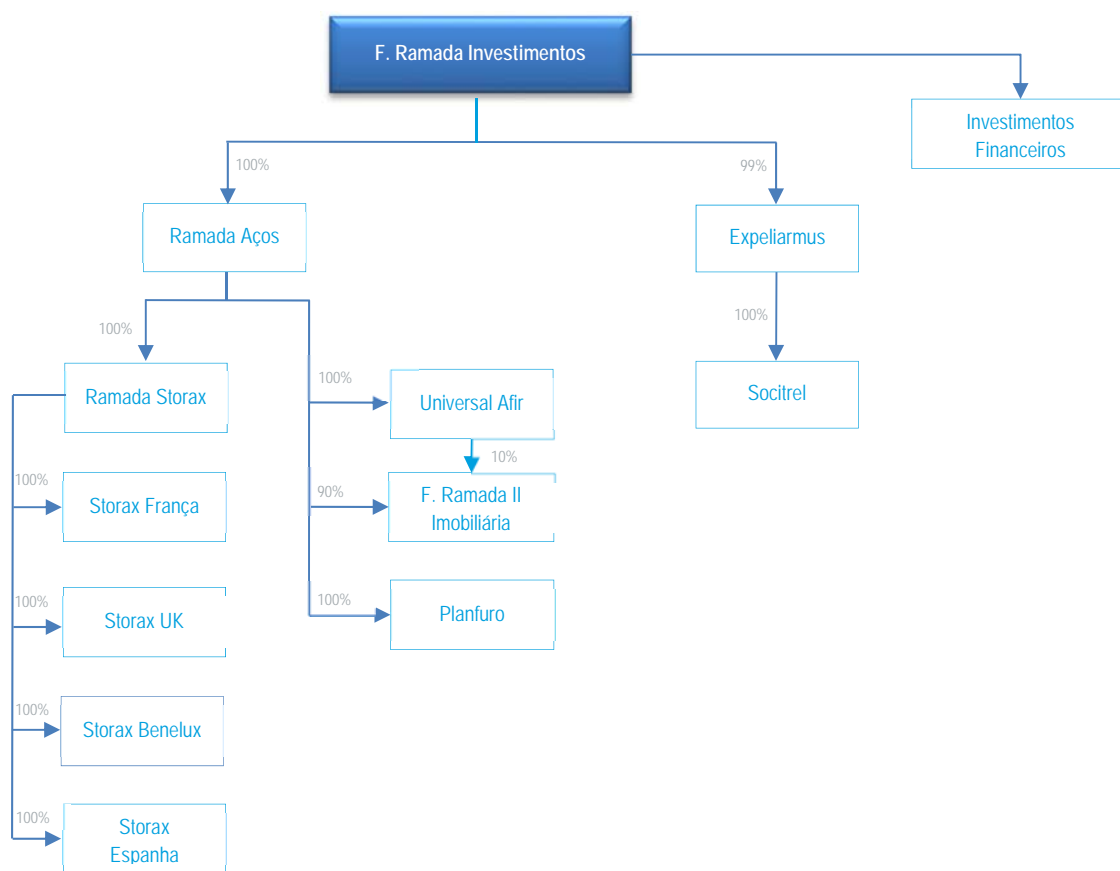 F. Ramada Investimentos
Investimentos
Financeiros
100%
99%
Ramada Aços
Expeliarmus
100%
100%
Ramada Storax
100%
Universal Afir
Socitrel
10%
100%
Storax França
90%
F. Ramada II
Imobiliária
100%
Storax UK
100%
Planfuro
100%
Storax Benelux
100%
Storax
Espanha